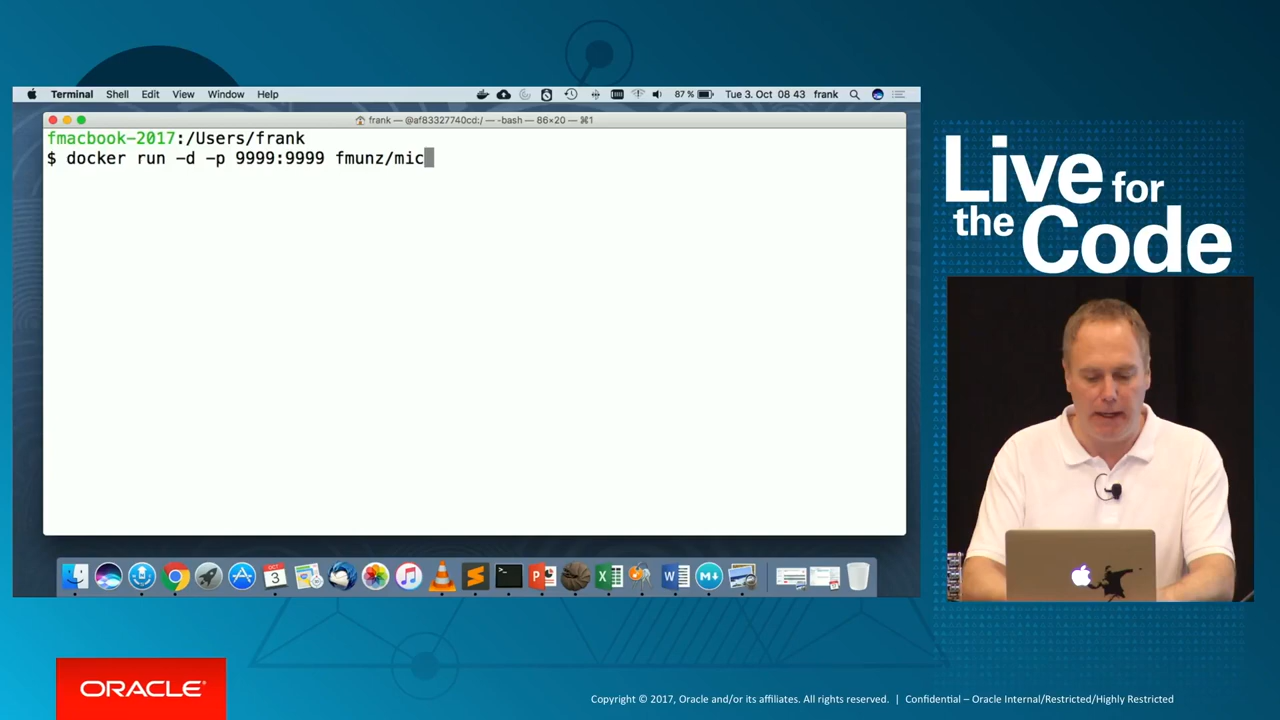 Terminal Shell Edit View Window Help 87 % Tue 3. Oct 08 43 frank
frank — @af83327740cd:/ — -bash — 86×20 — ⌘1
fmacbook-2017:/Users/frank
$ docker run -d -p 9999:9999 fmunz/mic
Live for
the Code
OCT
3
ORACLE®
Copyright © 2017, Oracle and/or its affiliates. All rights reserved. | Confidential – Oracle Internal/Restricted/Highly Restricted